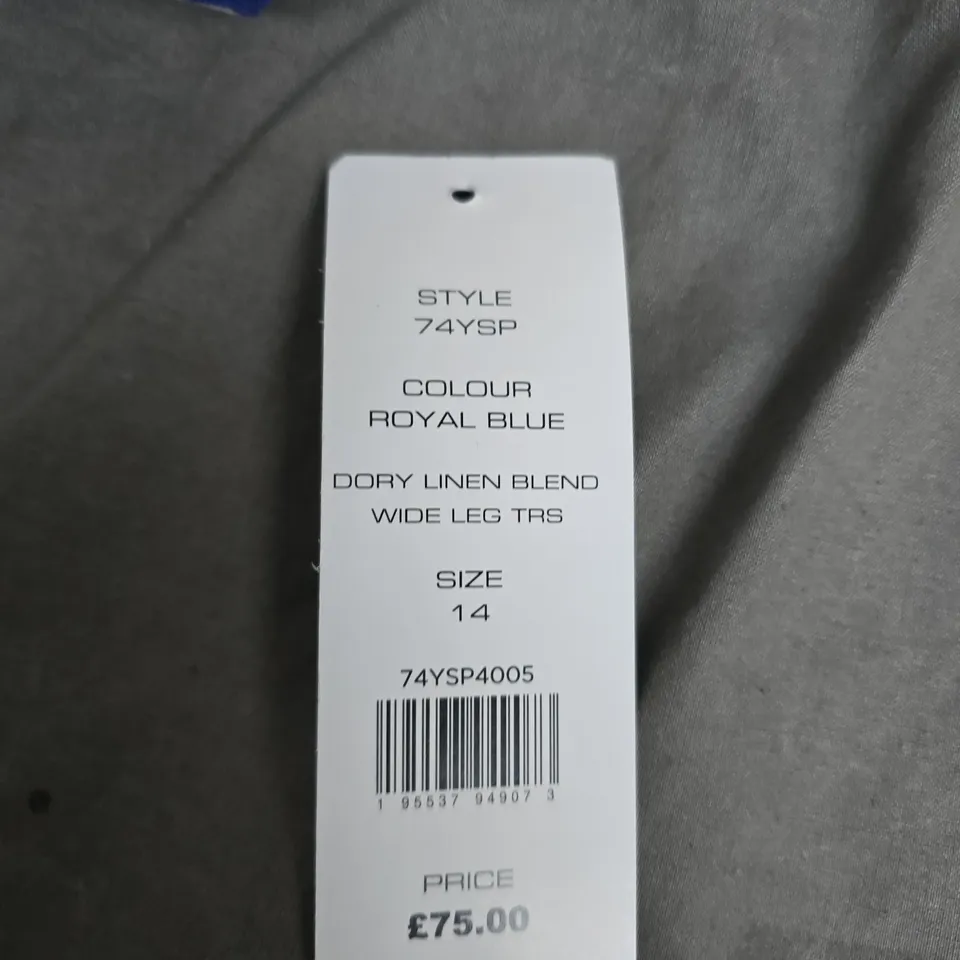 STYLE
74YSP
COLOUR
ROYAL BLUE
DORY LINEN BLEND
WIDE LEG TRS
SIZE
14
74YSP4005
1 95537 94907 3
PRICE
£75.00